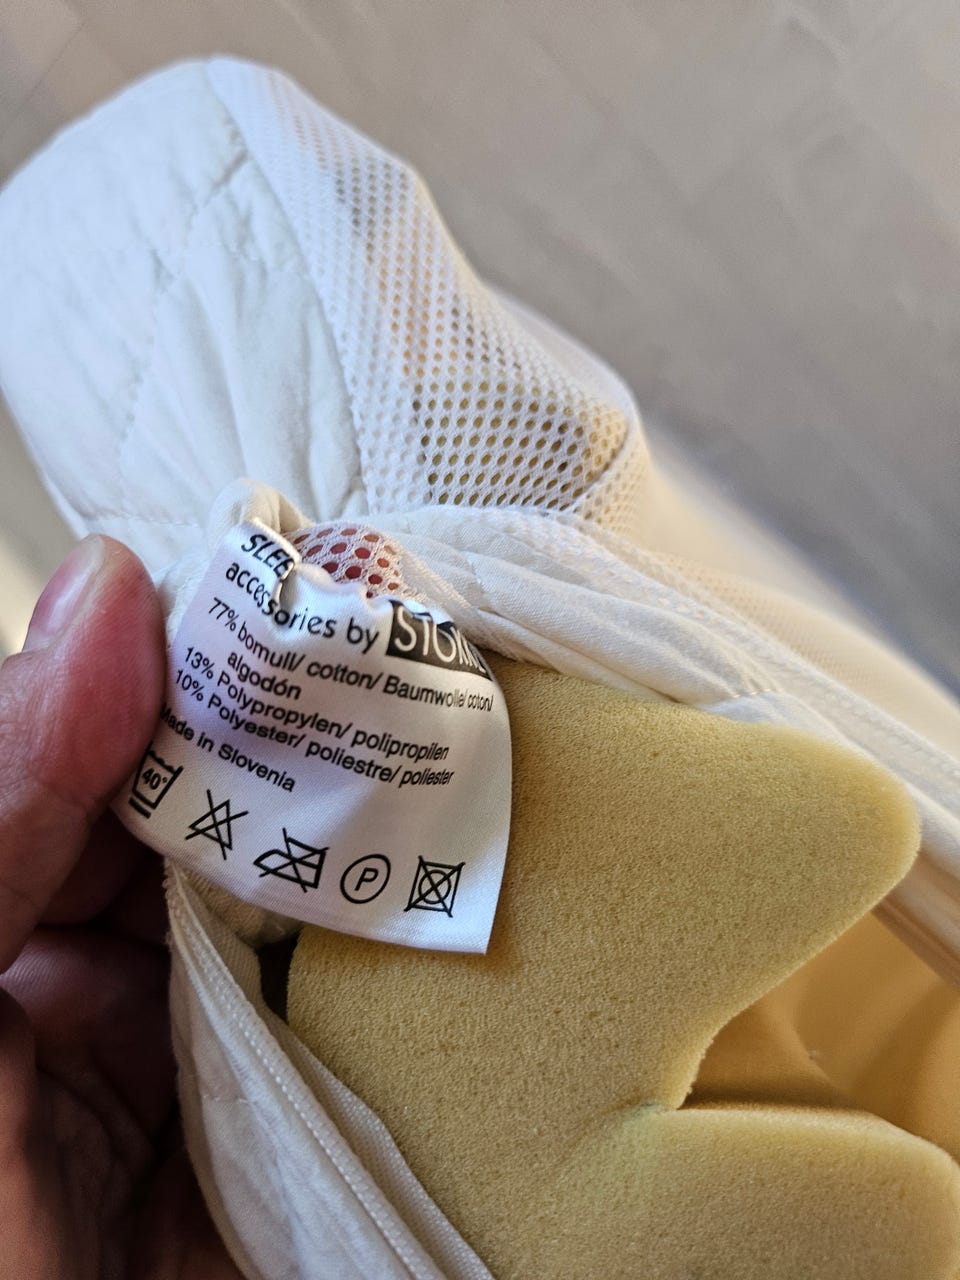 SLEE
accessories by STOKK
77% bomull/ cotton/ Baumwolle/ coton/
algodón
13% Polypropylen/ polipropilen
10% Polyester/ poliestre/ poliester
Made in Slovenia
40°
P